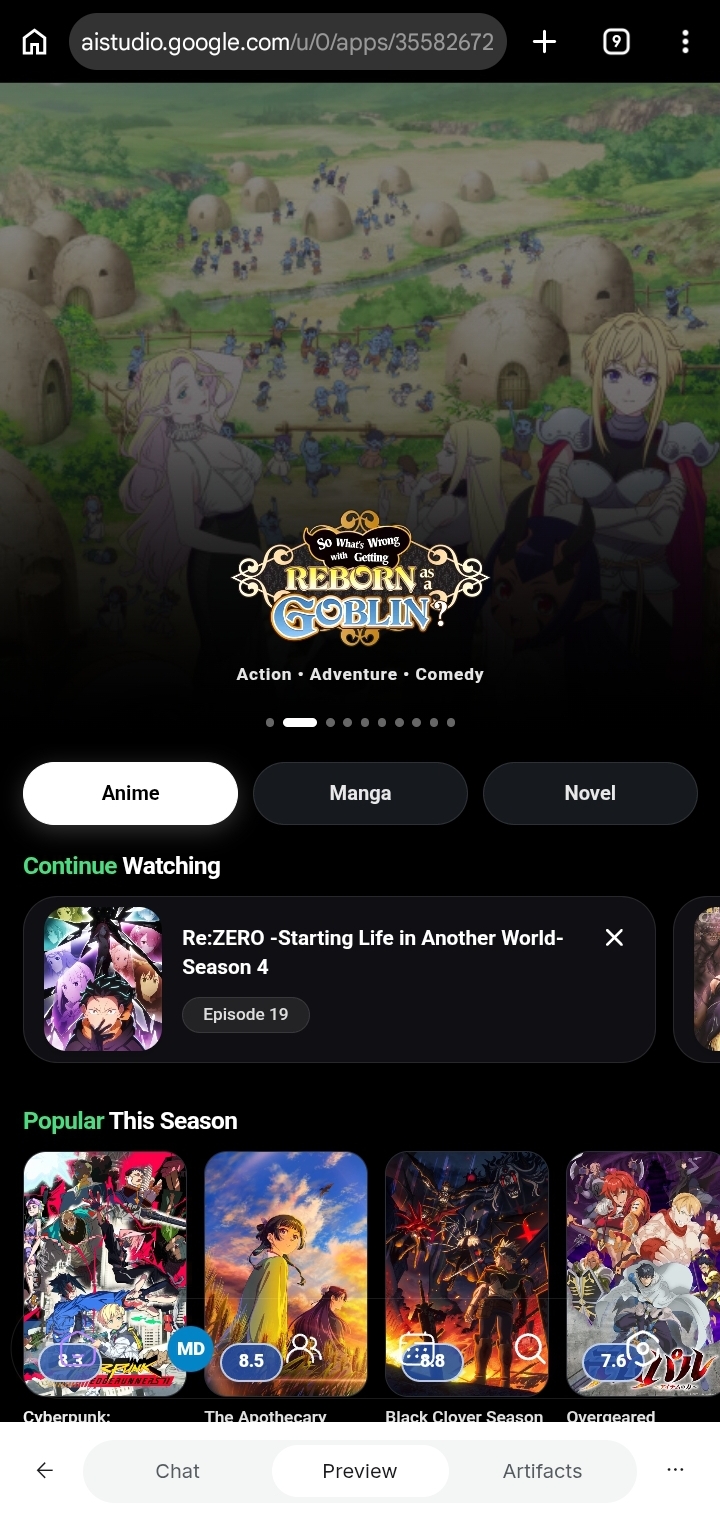 aistudio.google.com/u/0/apps/35582672
9
So What's Wrong
with Getting
REBORN as
a
GOBLIN?
Action • Adventure • Comedy
Anime
Manga
Novel
Continue Watching
Re:ZERO -Starting Life in Another World-
Season 4
Episode 19
Popular This Season
8.3
MD
8.5
8.8
7.6
Cyberpunk:
The Apothecary
Black Clover Season
Overgeared
Chat
Preview
Artifacts